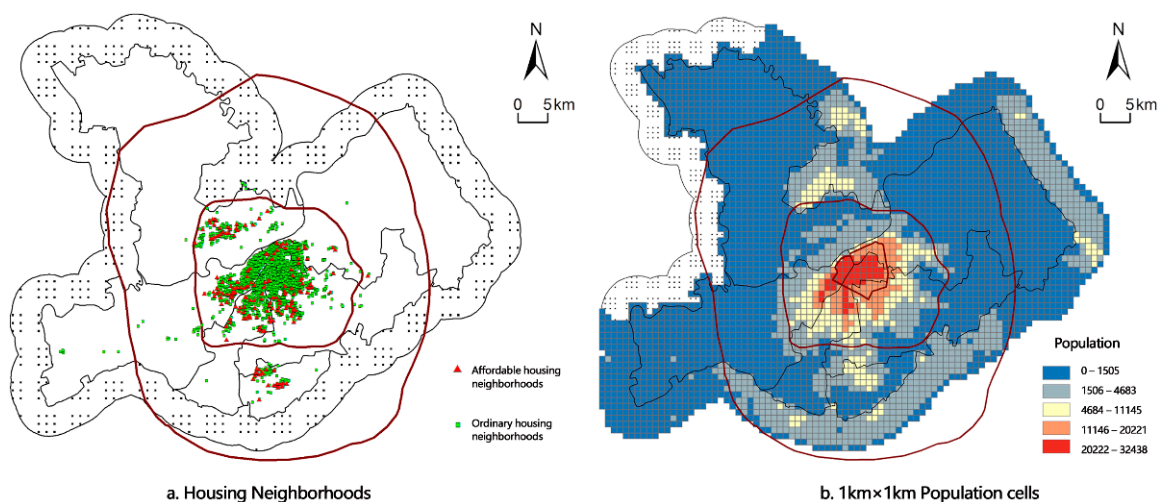 N
0 5km
Affordable housing
neighborhoods
Ordinary housing
neighborhoods
a. Housing Neighborhoods
N
0 5km
Population
0 – 1505
1506 – 4683
4684 – 11145
11146 – 20221
20222 – 32438
b. 1km×1km Population cells